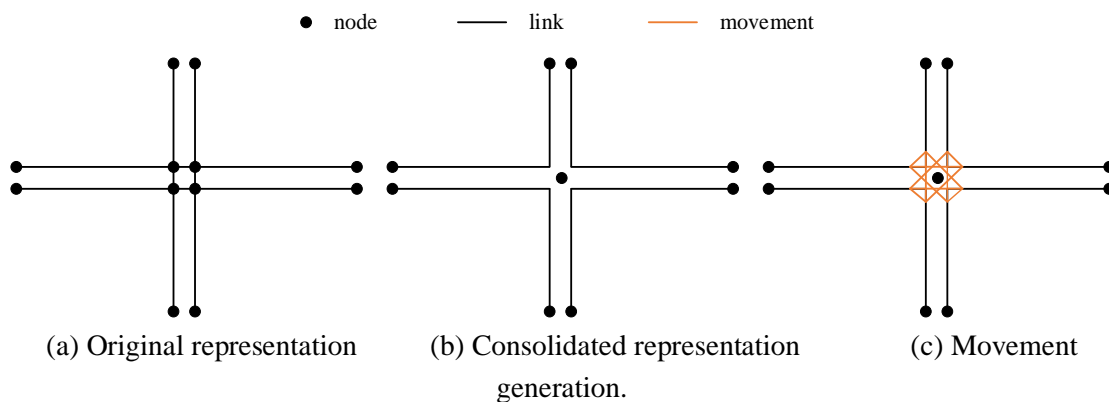 node link movement
(a) Original representation (b) Consolidated representation (c) Movement
generation.